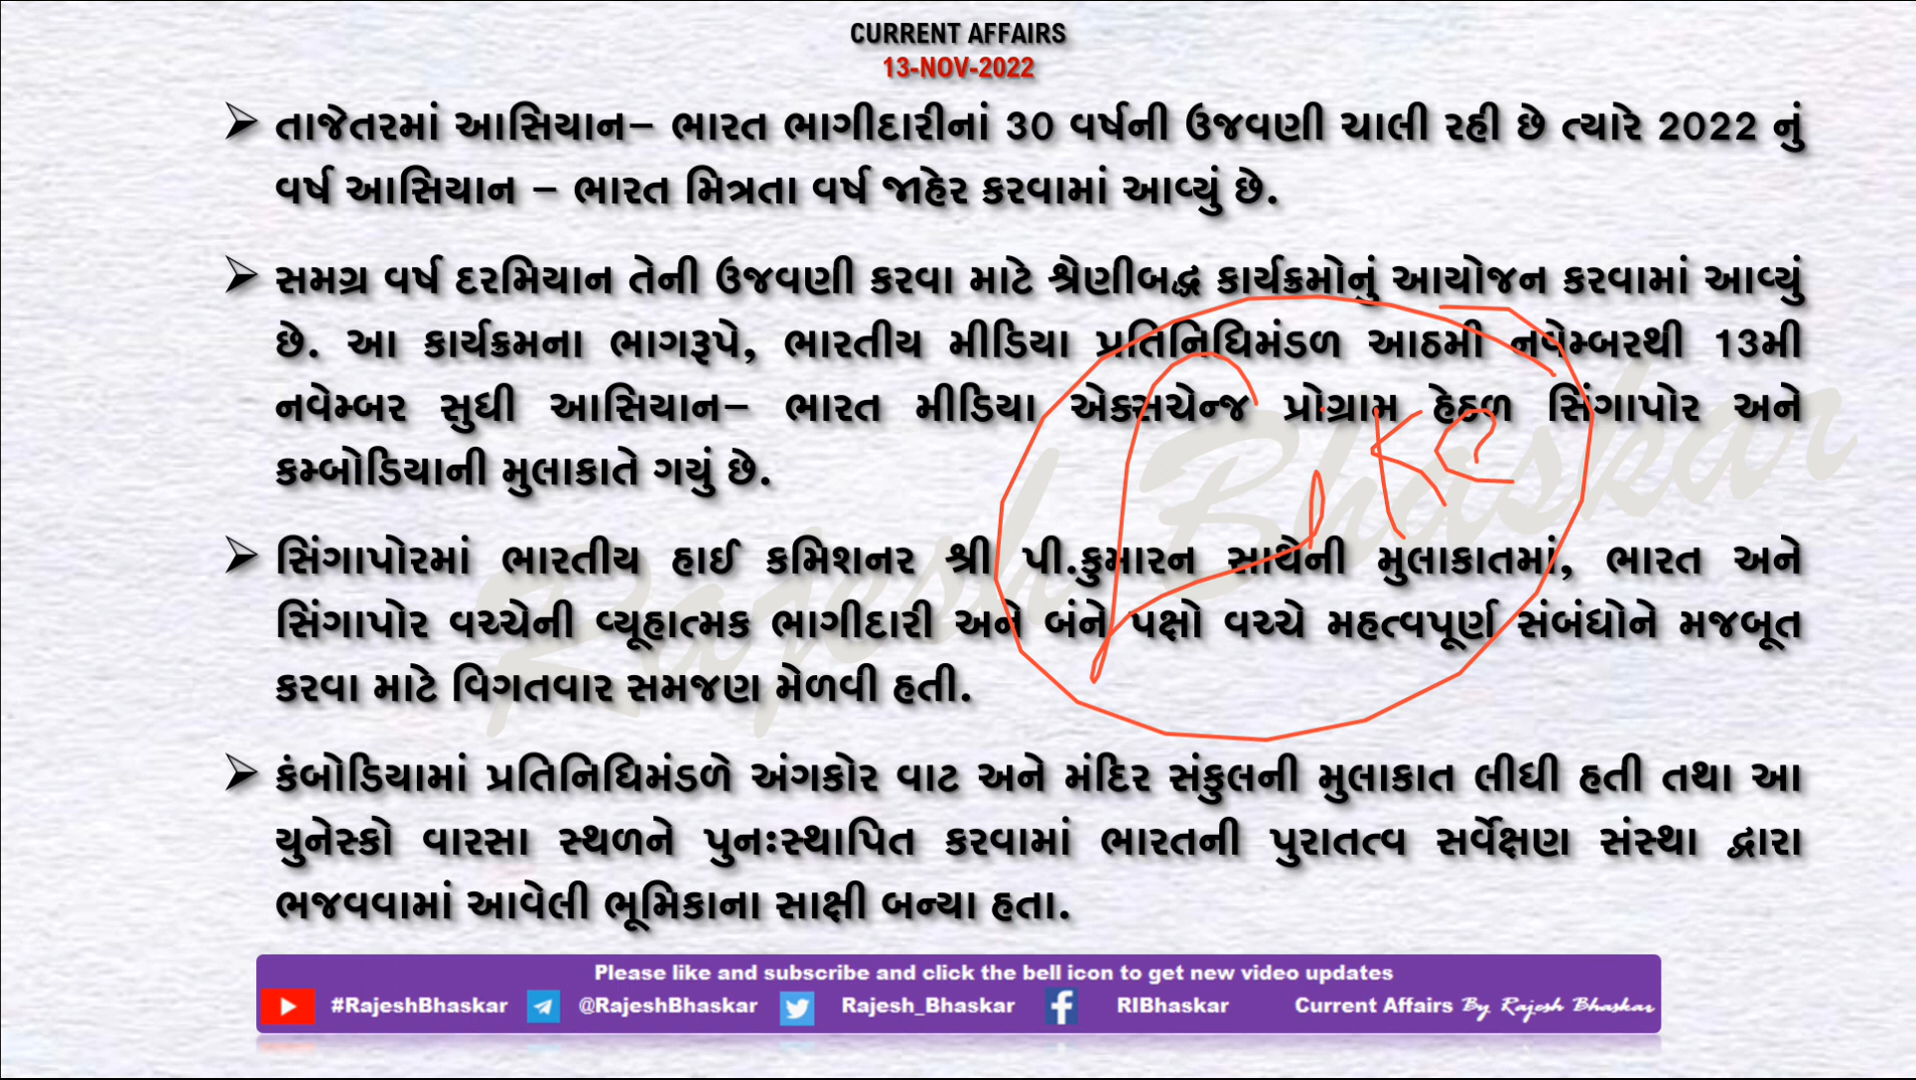 CURRENT AFFAIRS
13-NOV-2022
તાજેતરમાં આસિયાન– ભારત ભાગીદારીનાં 30 વર્ષની ઉજવણી ચાલી રહી છે ત્યારે 2022 નું
વર્ષ આસિયાન – ભારત મિત્રતા વર્ષ જાહેર કરવામાં આવ્યું છે.
સમગ્ર વર્ષ દરમિયાન તેની ઉજવણી કરવા માટે શ્રેણીબદ્ધ કાર્યક્રમોનું આયોજન કરવામાં આવ્યું
છે. આ કાર્યક્રમના ભાગરૂપે, ભારતીય મીડિયા પ્રતિનિધિમંડળ આઠમી નવેમ્બરથી 13મી
નવેમ્બર સુધી આસિયાન– ભારત મીડિયા એક્સચેન્જ પ્રોગ્રામ હેઠળ સિંગાપોર અને
કમ્બોડિયાની મુલાકાતે ગયું છે.
સિંગાપોરમાં ભારતીય હાઈ કમિશનર શ્રી પી.કુમારન સાથેની મુલાકાતમાં, ભારત અને
સિંગાપોર વચ્ચેની વ્યૂહાત્મક ભાગીદારી અને બંને પક્ષો વચ્ચે મહત્વપૂર્ણ સંબંધોને મજબૂત
કરવા માટે વિગતવાર સમજણ મેળવી હતી.
કંબોડિયામાં પ્રતિનિધિમંડળે અંગકોર વાટ અને મંદિર સંકુલની મુલાકાત લીધી હતી તથા આ
યુનેસ્કો વારસા સ્થળને પુનઃસ્થાપિત કરવામાં ભારતની પુરાતત્વ સર્વેક્ષણ સંસ્થા દ્વારા
ભજવવામાં આવેલી ભૂમિકાના સાક્ષી બન્યા હતા.
Rajesh Bhaskar
Please like and subscribe and click the bell icon to get new video updates
#RajeshBhaskar @RajeshBhaskar Rajesh_Bhaskar RIBhaskar Current Affairs By Rajesh Bhaskar